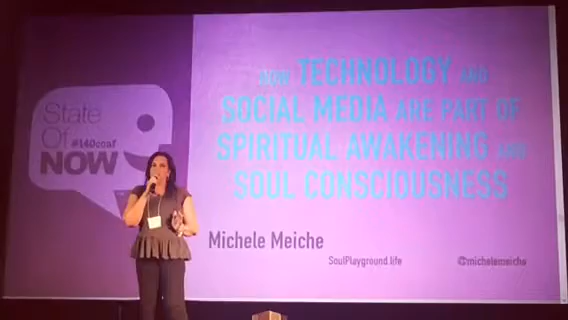 State
Of #140conf
NOW
HOW TECHNOLOGY AND
SOCIAL MEDIA ARE PART OF
SPIRITUAL AWAKENING AND
SOUL CONSCIOUSNESS
Michele Meiche
SoulPlayground.life @michelemeiche